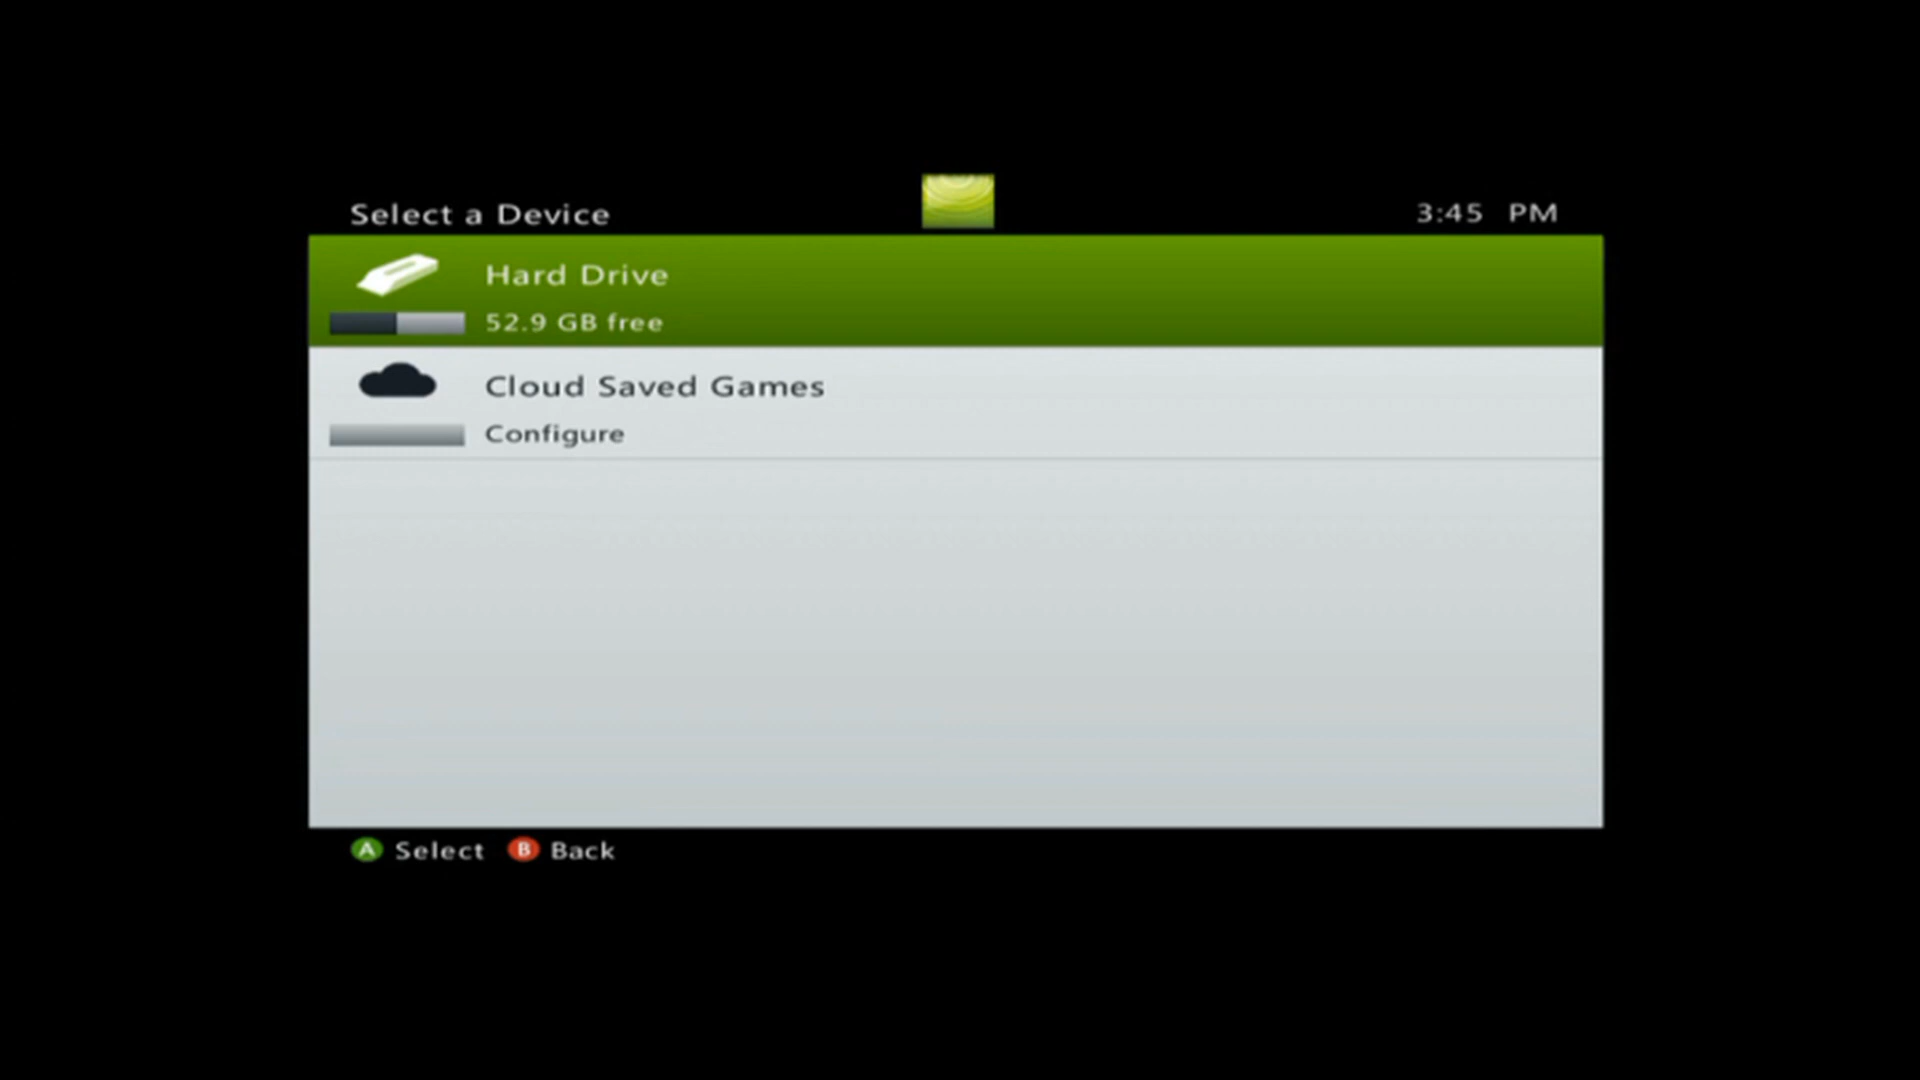 Select a Device
3:45 PM
Hard Drive
52.9 GB free
Cloud Saved Games
Configure
A Select B Back